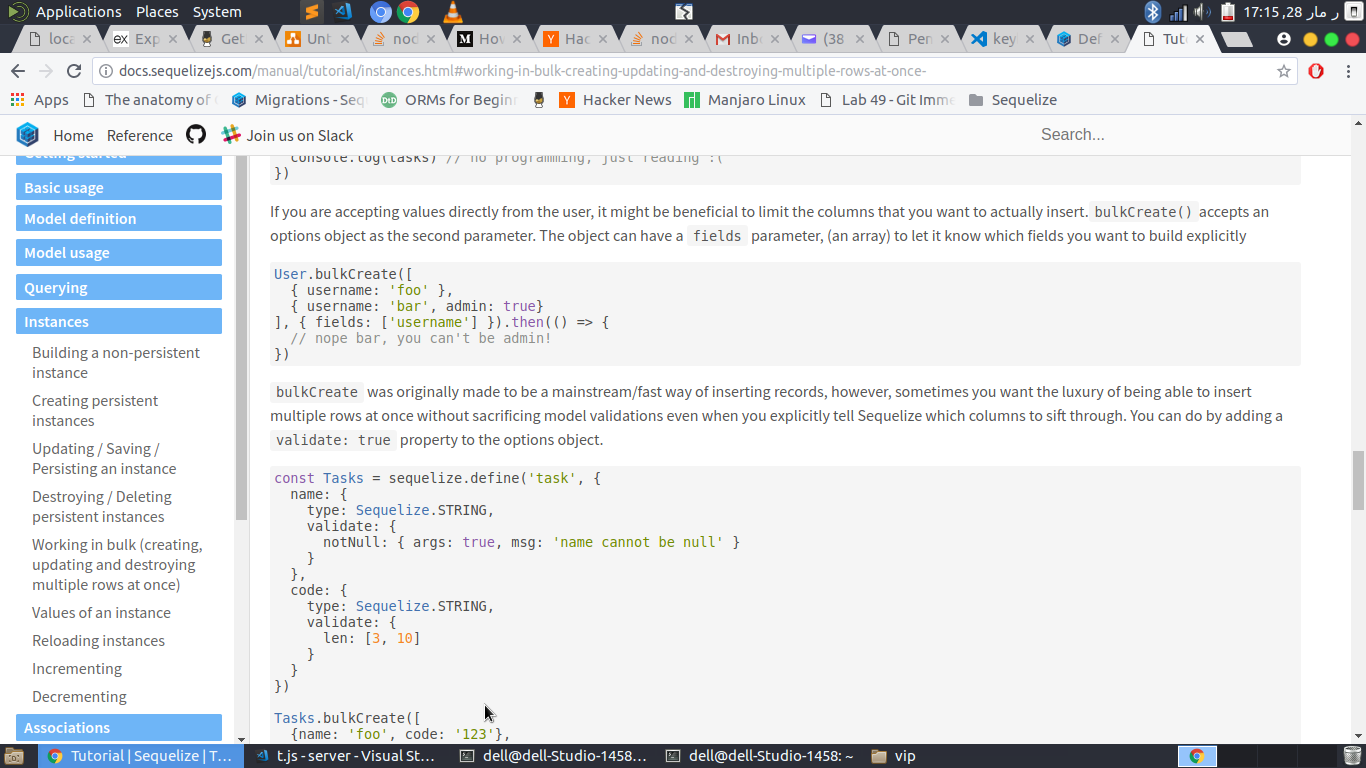 Applications Places System
17:15 ,28 ر مار
loca
Exp
Get
Unt
nod
Hov
Hac
nod
Inb
(38
Pen
key
Def
Tuto
docs.sequelizejs.com/manual/tutorial/instances.html#working-in-bulk-creating-updating-and-destroying-multiple-rows-at-once-
Apps
The anatomy of
Migrations - Seq
ORMs For Beginn
Hacker News
Manjaro Linux
Lab 49 - Git Imme
Sequelize
Home Reference Join us on Slack
Search...
Getting started
Basic usage
Model definition
Model usage
Querying
Instances
Building a non-persistent
instance
Creating persistent
instances
Updating / Saving /
Persisting an instance
Destroying / Deleting
persistent instances
Working in bulk (creating,
updating and destroying
multiple rows at once)
Values of an instance
Reloading instances
Incrementing
Decrementing
Associations
console.log(tasks) // no programming, just reading :(
})
If you are accepting values directly from the user, it might be beneficial to limit the columns that you want to actually insert. bulkCreate() accepts an
options object as the second parameter. The object can have a fields parameter, (an array) to let it know which fields you want to build explicitly
User.bulkCreate([
{ username: 'foo' },
{ username: 'bar', admin: true}
], { fields: ['username'] }).then(() => {
// nope bar, you can't be admin!
})
bulkCreate was originally made to be a mainstream/fast way of inserting records, however, sometimes you want the luxury of being able to insert
multiple rows at once without sacrificing model validations even when you explicitly tell Sequelize which columns to sift through. You can do by adding a
validate: true property to the options object.
const Tasks = sequelize.define('task', {
name: {
type: Sequelize.STRING,
validate: {
notNull: { args: true, msg: 'name cannot be null' }
}
},
code: {
type: Sequelize.STRING,
validate: {
len: [3, 10]
}
}
})
Tasks.bulkCreate([
{name: 'foo', code: '123'},
Tutorial | Sequelize | T...
t.js - server - Visual St...
dell@dell-Studio-1458...
dell@dell-Studio-1458: ~
vip